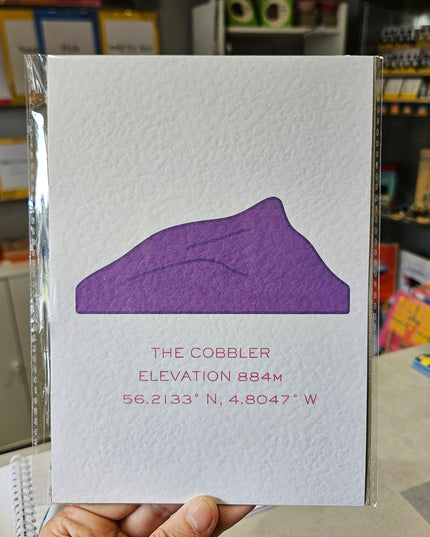 THE COBBLER
ELEVATION 884M
56.2133° N, 4.8047° W